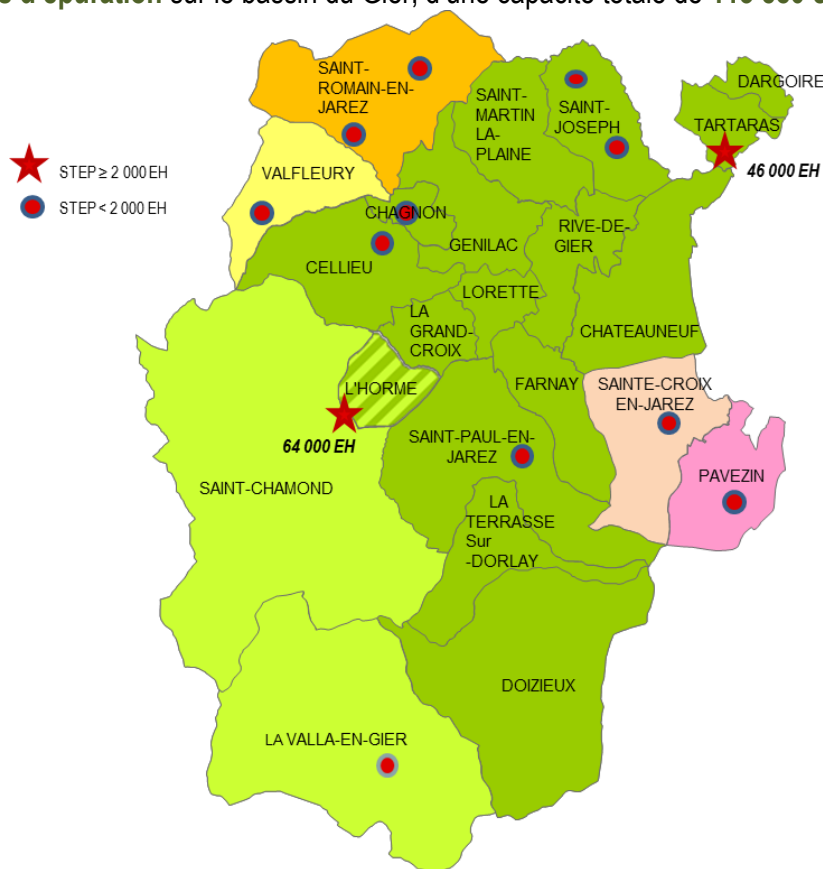 d'épuration sur le bassin du Gier, d'une capacité totale de
SAINT-
ROMAIN-EN-
JAREZ
SAINT-
MARTIN
LA-
PLAINE
SAINT-
JOSEPH
DARGOIRE
TARTARAS
46 000 EH
STEP ≥ 2 000 EH
STEP < 2 000 EH
VALFLEURY
CHAGNON
CELLIEU
GENILAC
RIVE-DE-
GIER
LORETTE
LA
GRAND-
CROIX
CHATEAUNEUF
L'HORME
64 000 EH
FARNAY
SAINTE-CROIX
EN-JAREZ
SAINT-PAUL-EN-
JAREZ
PAVEZIN
SAINT-CHAMOND
LA
TERRASSE
Sur
-DORLAY
DOIZIEUX
LA VALLA-EN-GIER